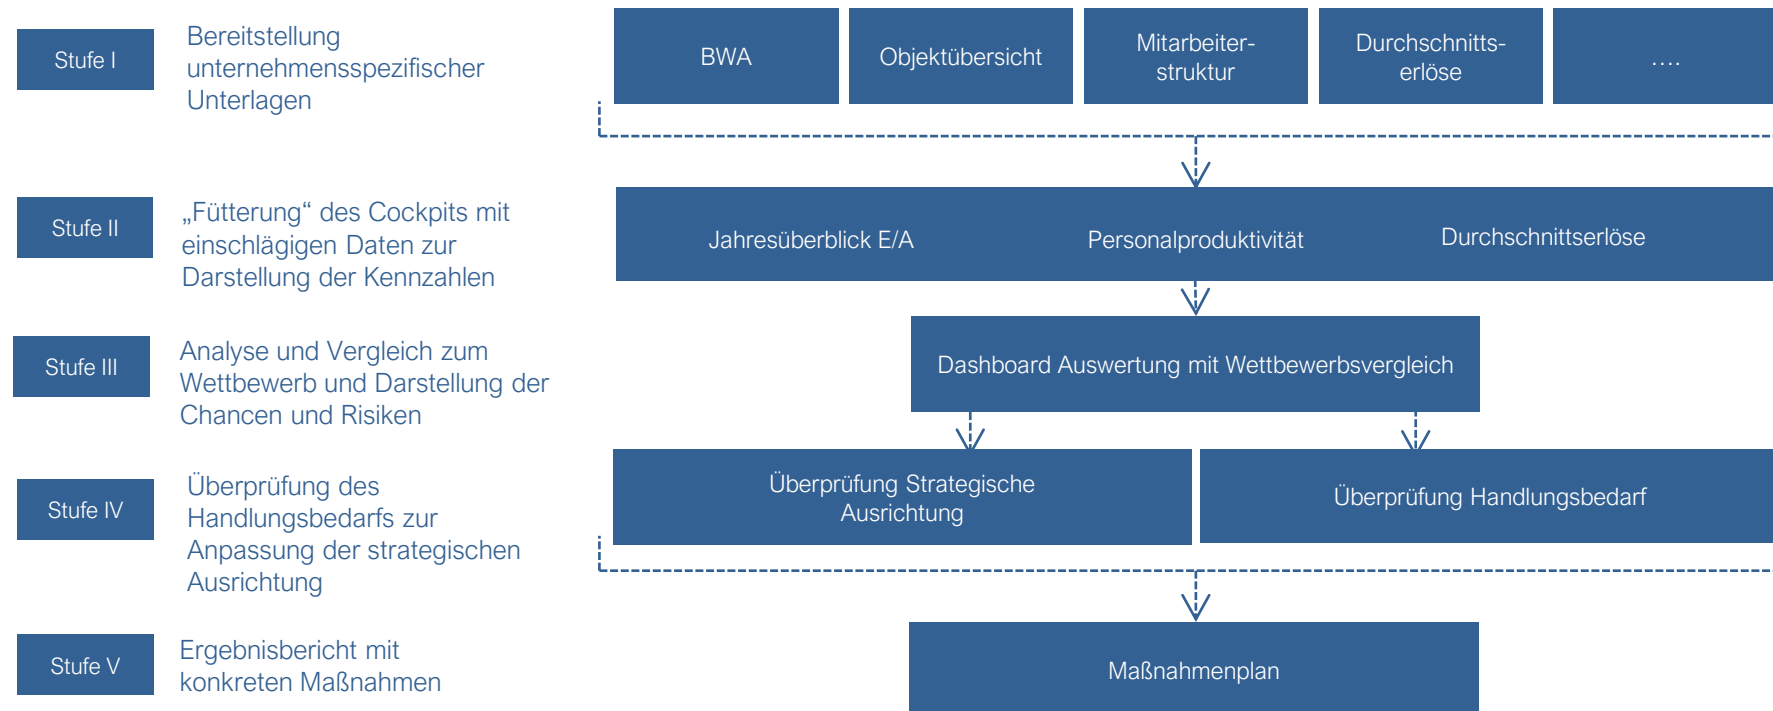 Stufe I
Bereitstellung
unternehmensspezifischer
Unterlagen
BWA
Objektübersicht
Mitarbeiter-
struktur
Durchschnitts-
erlöse
....
Stufe II
„Fütterung“ des Cockpits mit
einschlägigen Daten zur
Darstellung der Kennzahlen
Jahresüberblick E/A
Personalproduktivität
Durchschnittserlöse
Stufe III
Analyse und Vergleich zum
Wettbewerb und Darstellung der
Chancen und Risiken
Dashboard Auswertung mit Wettbewerbsvergleich
Stufe IV
Überprüfung des
Handlungsbedarfs zur
Anpassung der strategischen
Ausrichtung
Überprüfung Strategische
Ausrichtung
Überprüfung Handlungsbedarf
Stufe V
Ergebnisbericht mit
konkreten Maßnahmen
Maßnahmenplan